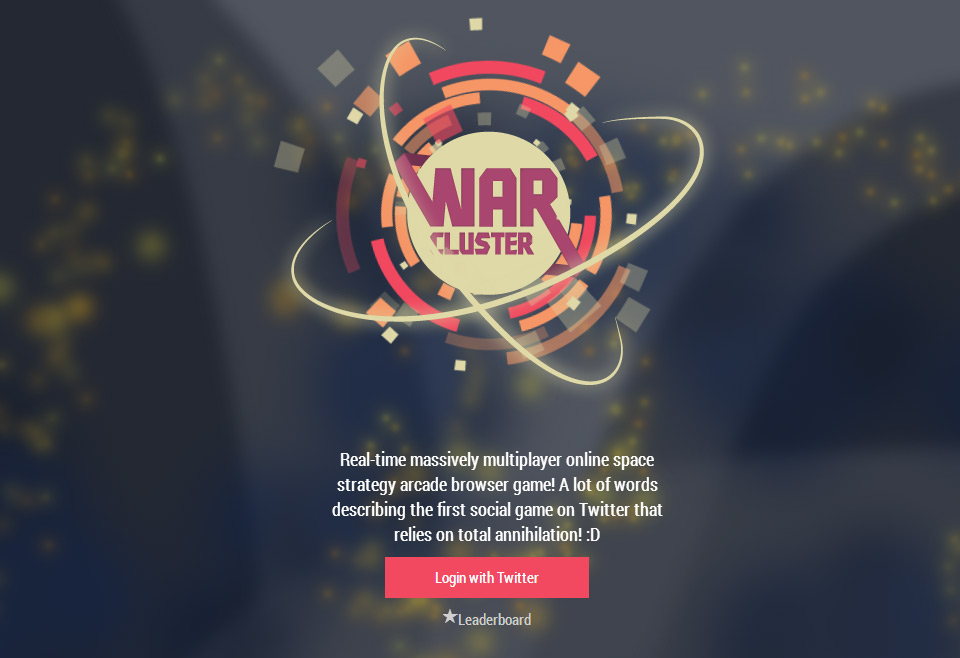 WAR
CLUSTER
Real-time massively multiplayer online space
strategy arcade browser game! A lot of words
describing the first social game on Twitter that
relies on total annihilation! :D
Login with Twitter
Leaderboard